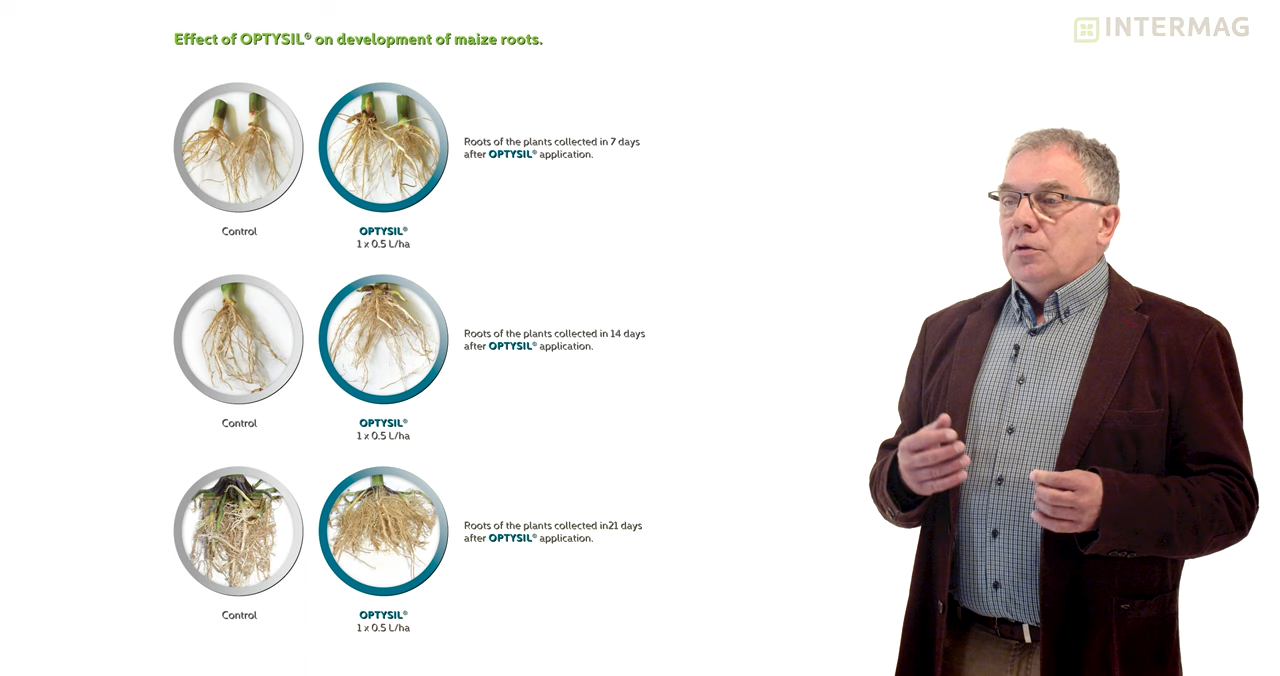 Effect of OPTYSIL® on development of maize roots.
INTERMAG
Roots of the plants collected in 7 days
after OPTYSIL® application.
Control
OPTYSIL®
1 x 0.5 L/ha
Roots of the plants collected in 14 days
after OPTYSIL® application.
Control
OPTYSIL®
1 x 0.5 L/ha
Roots of the plants collected in21 days
after OPTYSIL® application.
Control
OPTYSIL®
1 x 0.5 L/ha